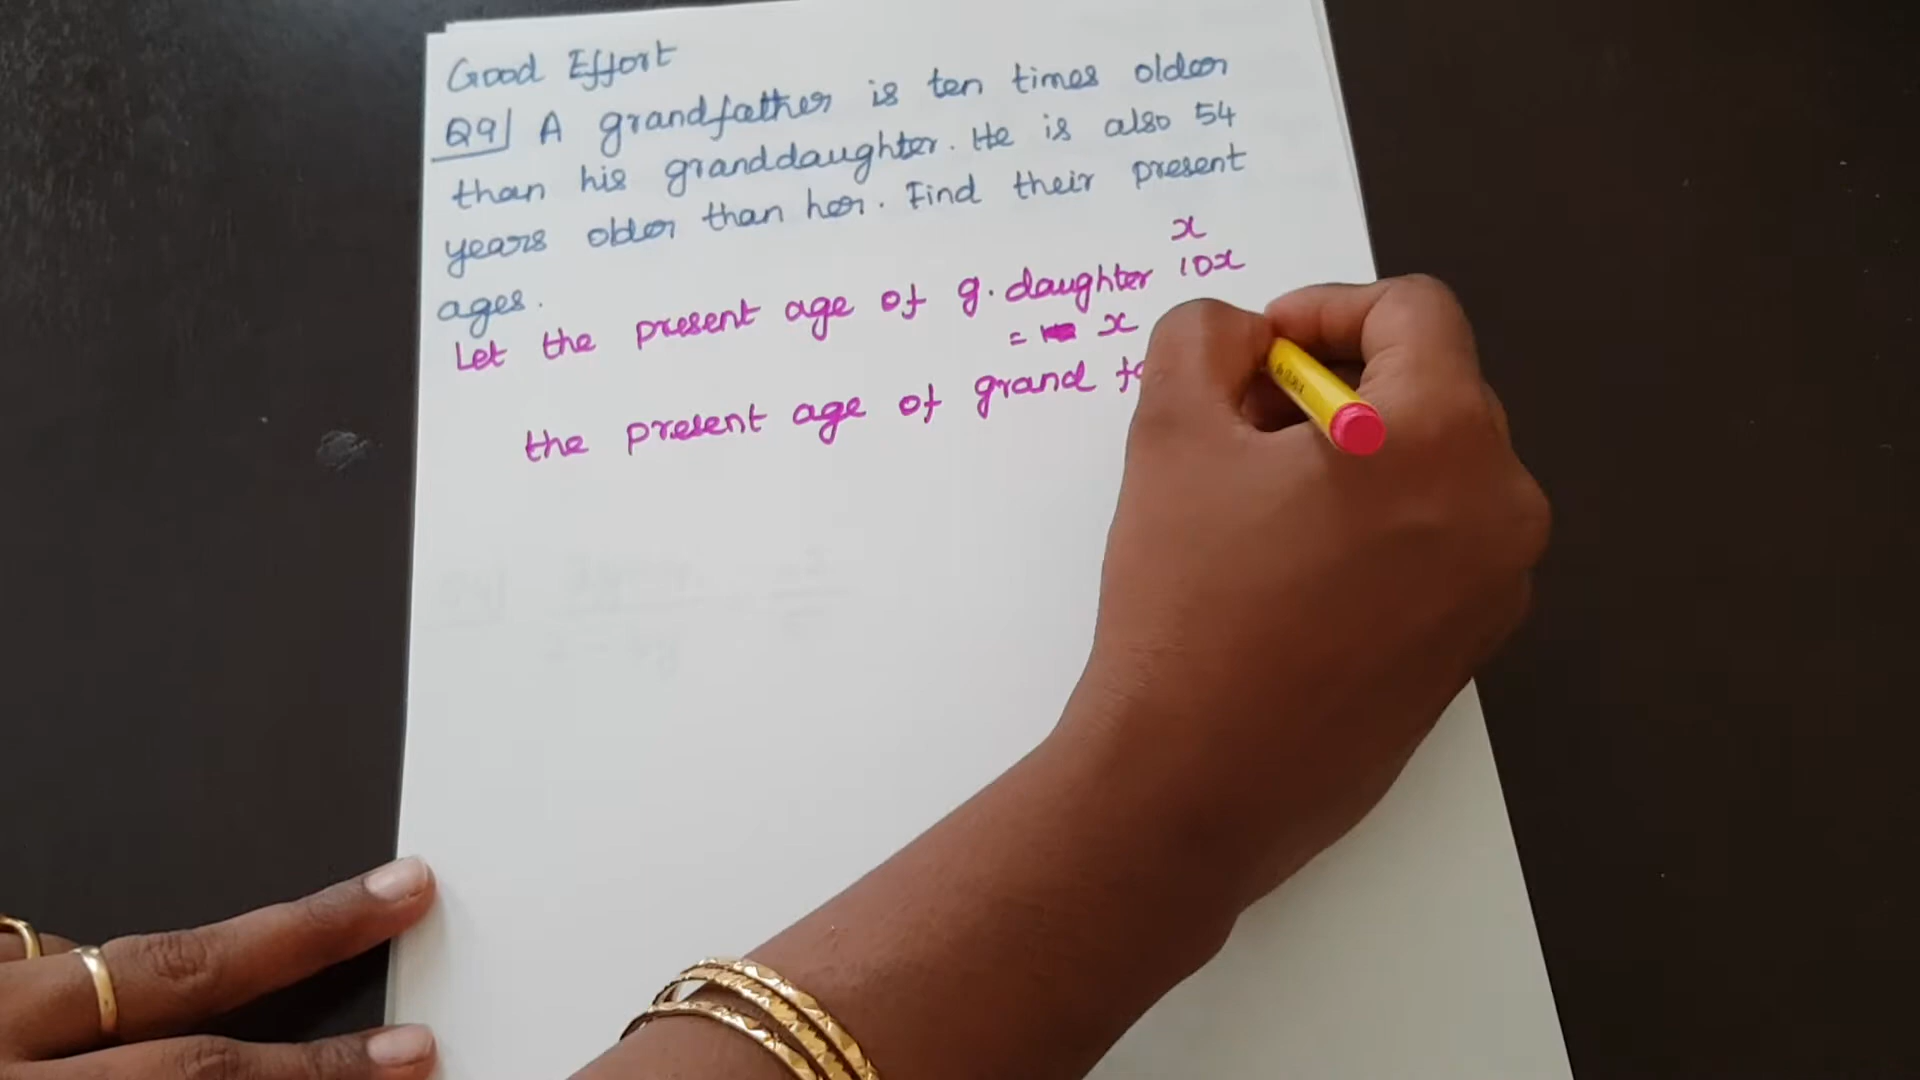 Good Effort
Q9] A grandfather is ten times older
than his granddaughter. He is also 54
years older than her. Find their present
ages.
x
10x
Let the present age of g. daughter
= x
the present age of grand fa